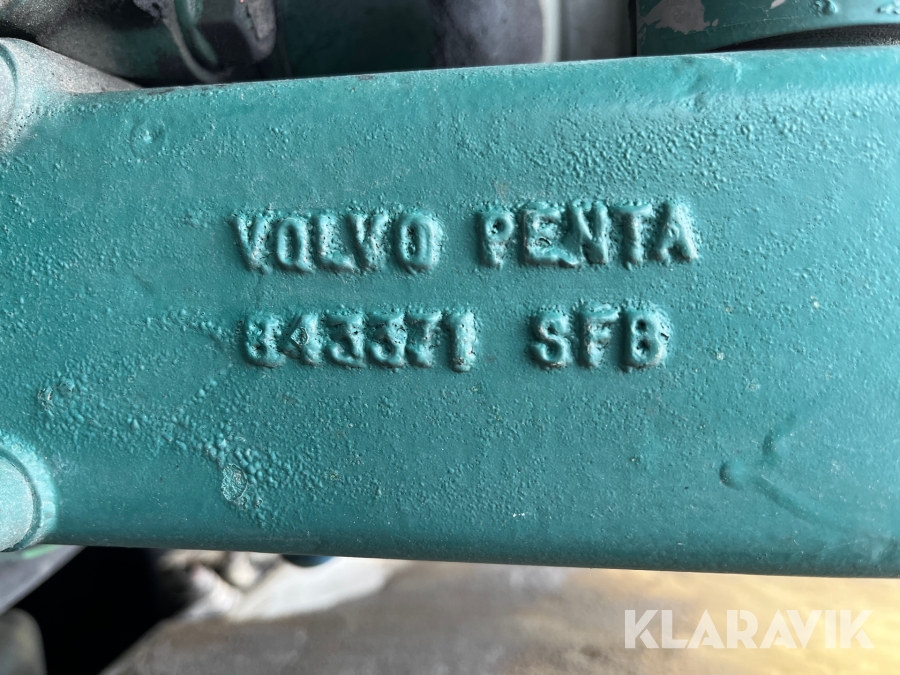 VOLVO PENTA
843371 SFB
KLARAVIK